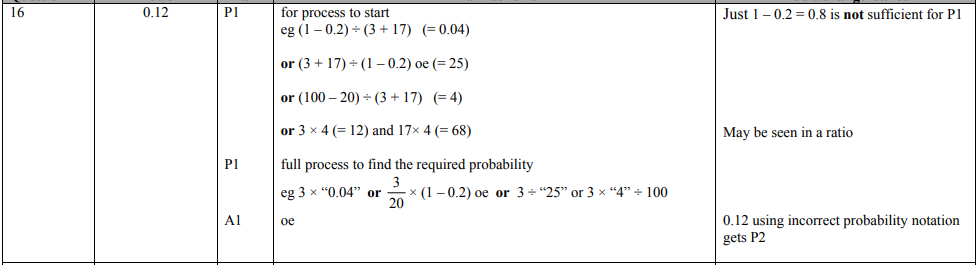 16 0.12 P1 for process to start Just 1 – 0.2 = 0.8 is not sufficient for P1
eg (1 – 0.2) ÷ (3 + 17) (= 0.04)
or (3 + 17) ÷ (1 – 0.2) oe (= 25)
or (100 – 20) ÷ (3 + 17) (= 4)
or 3 × 4 (= 12) and 17× 4 (= 68) May be seen in a ratio
P1 full process to find the required probability
eg 3 × “0.04” or 3/20 × (1 – 0.2) oe or 3 ÷ “25” or 3 × “4” ÷ 100
A1 oe 0.12 using incorrect probability notation
gets P2